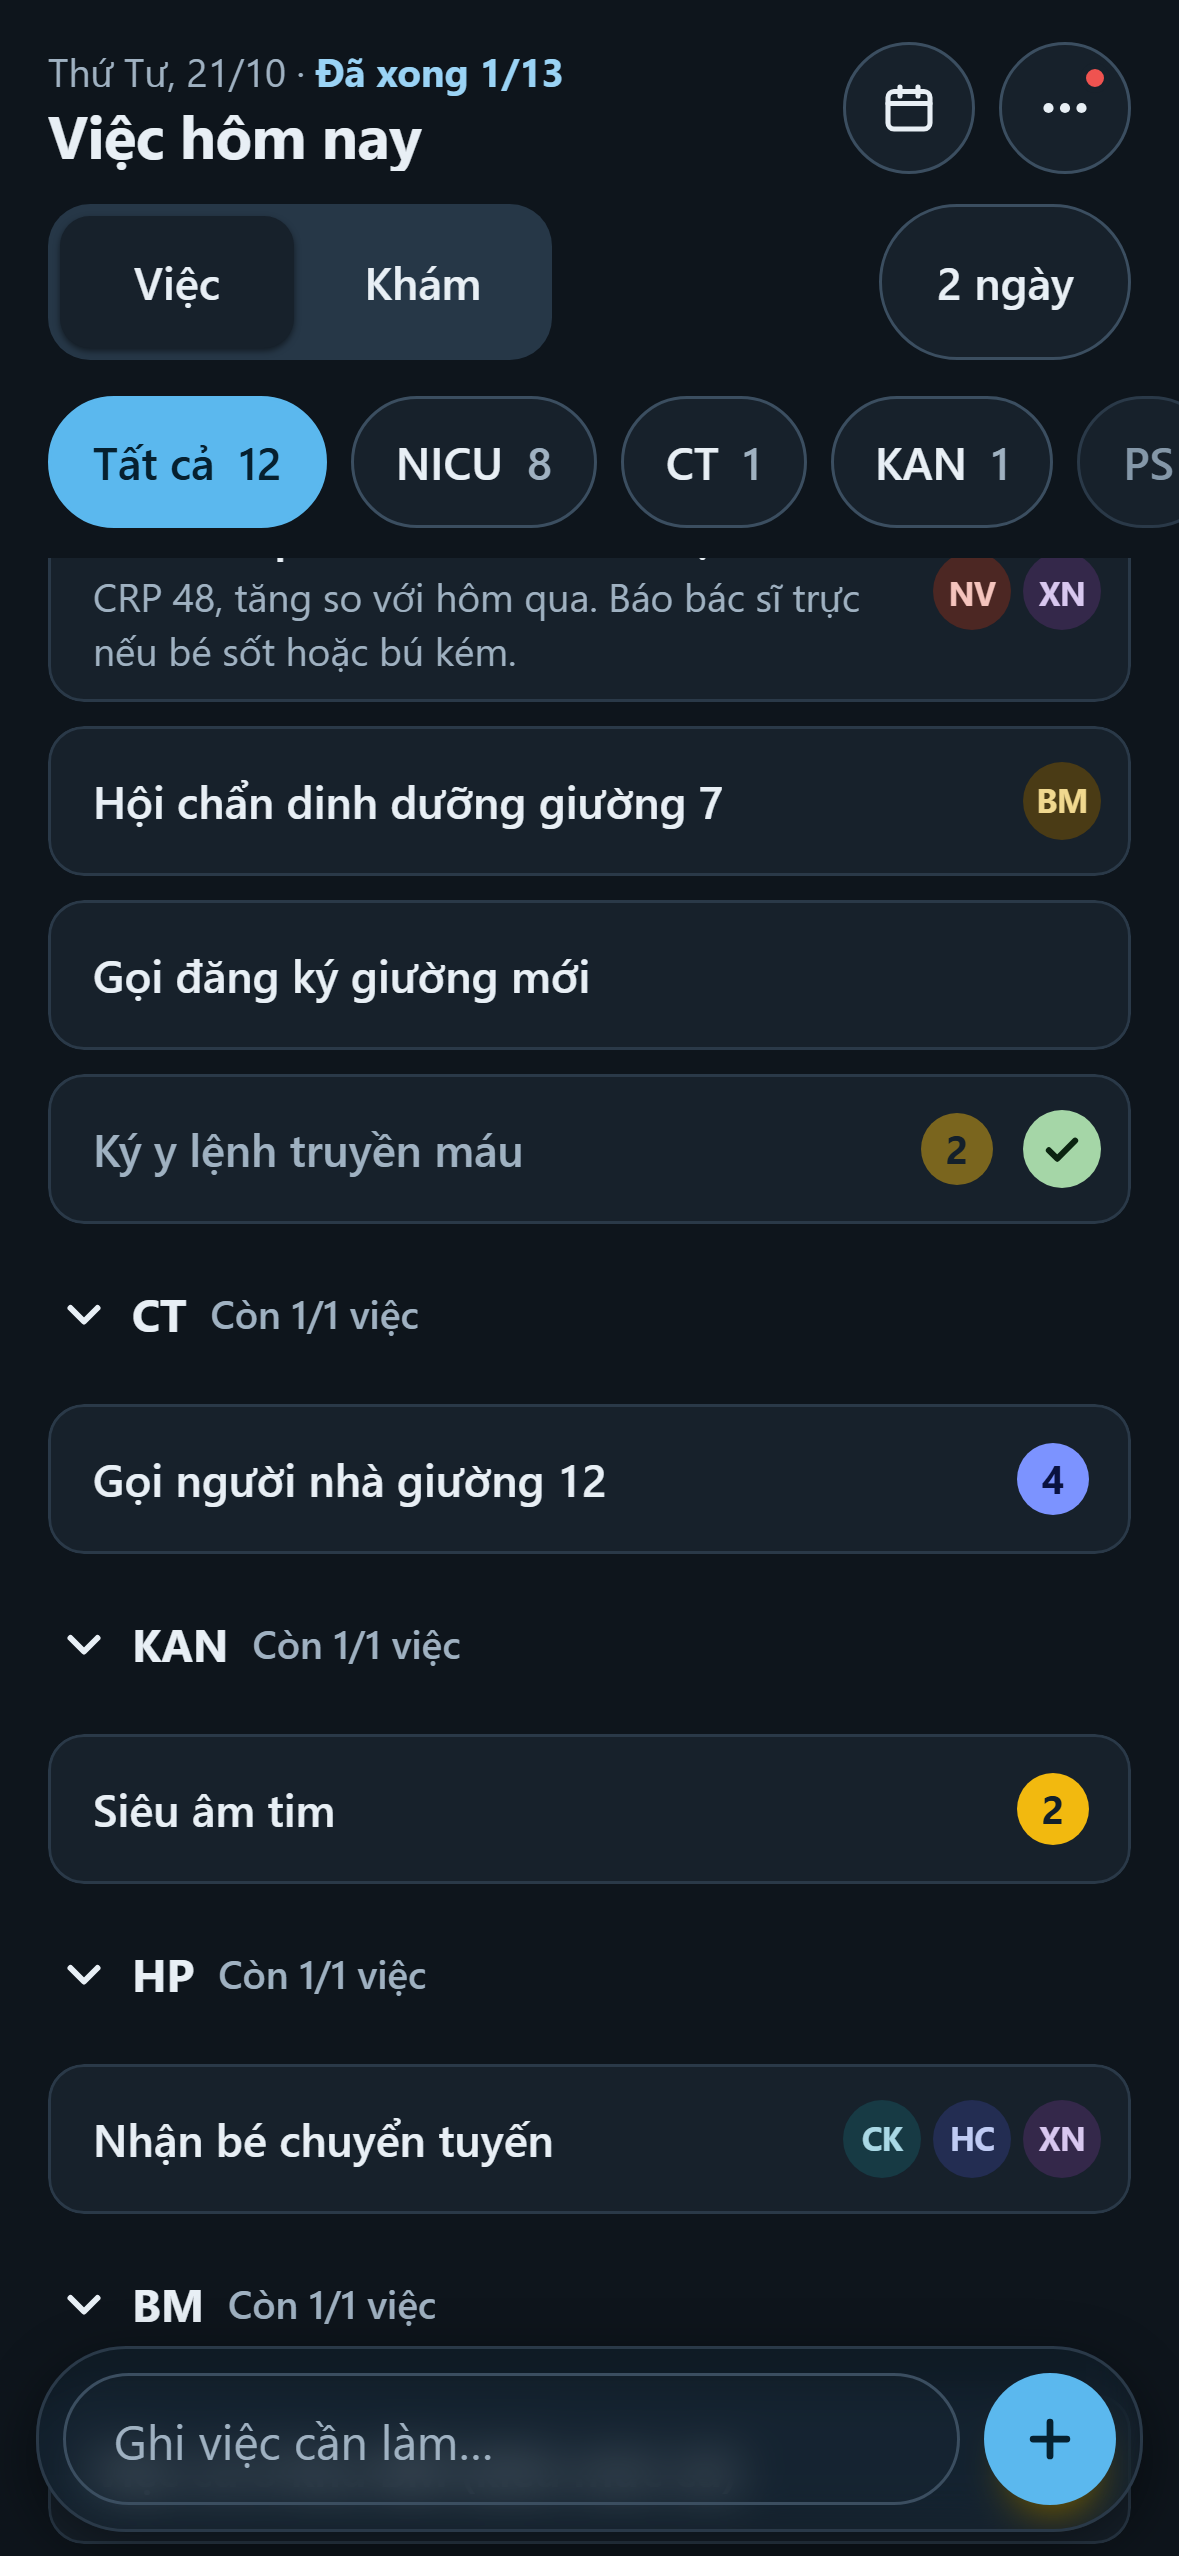 Thứ Tư, 21/10 · Đã xong 1/13
Việc hôm nay
Việc
Khám
2 ngày
Tất cả 12
NICU 8
CT 1
KAN 1
PS
CRP 48, tăng so với hôm qua. Báo bác sĩ trực
nếu bé sốt hoặc bú kém.
NV
XN
Hội chẩn dinh dưỡng giường 7
BM
Gọi đăng ký giường mới
Ký y lệnh truyền máu
2
CT Còn 1/1 việc
Gọi người nhà giường 12
4
KAN Còn 1/1 việc
Siêu âm tim
2
HP Còn 1/1 việc
Nhận bé chuyển tuyến
CK
HC
XN
BM Còn 1/1 việc
Ghi việc cần làm...